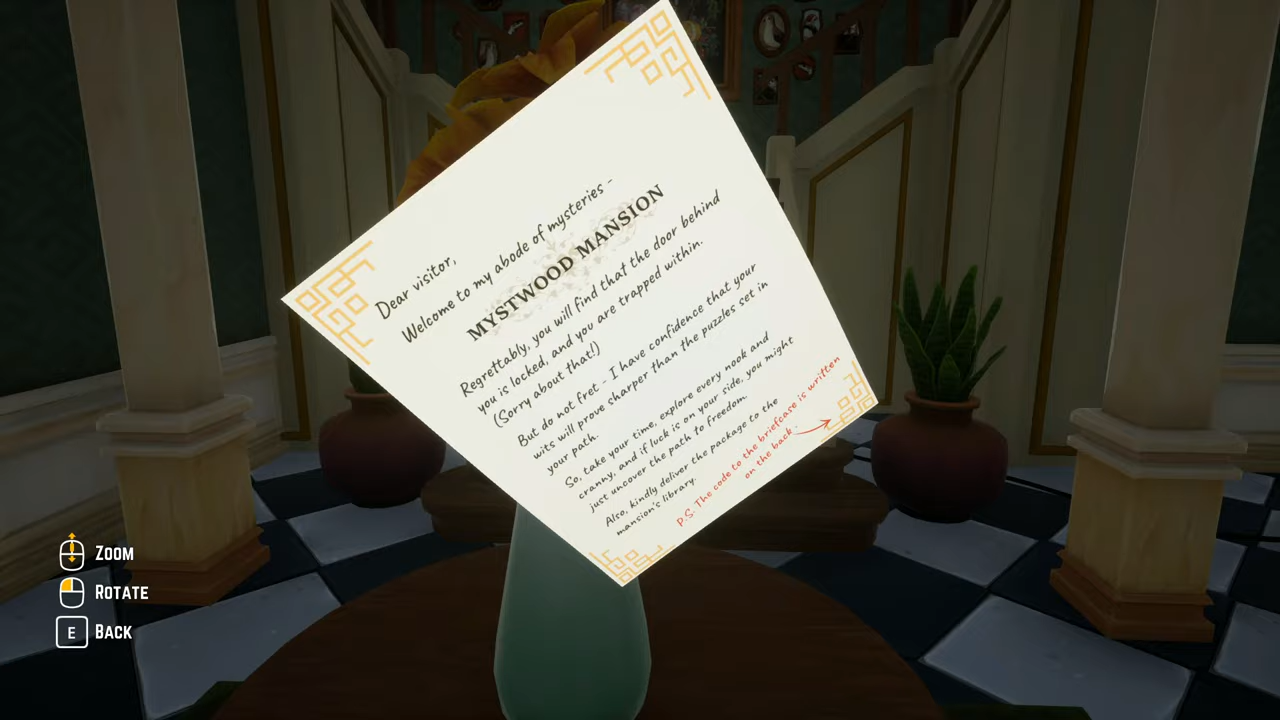 Dear visitor,
Welcome to my abode of mysteries -
MYSTWOOD MANSION
Regrettably, you will find that the door behind
you is locked, and you are trapped within.
(Sorry about that!)
But do not fret - I have confidence that your
wits will prove sharper than the puzzles set in
your path.
So, take your time, explore every nook and
cranny, and if luck is on your side, you might
just uncover the path to freedom.
Also, kindly deliver the package to the
mansion's library.
P.S. The code to the briefcase is written
on the back.
ZOOM
ROTATE
E BACK